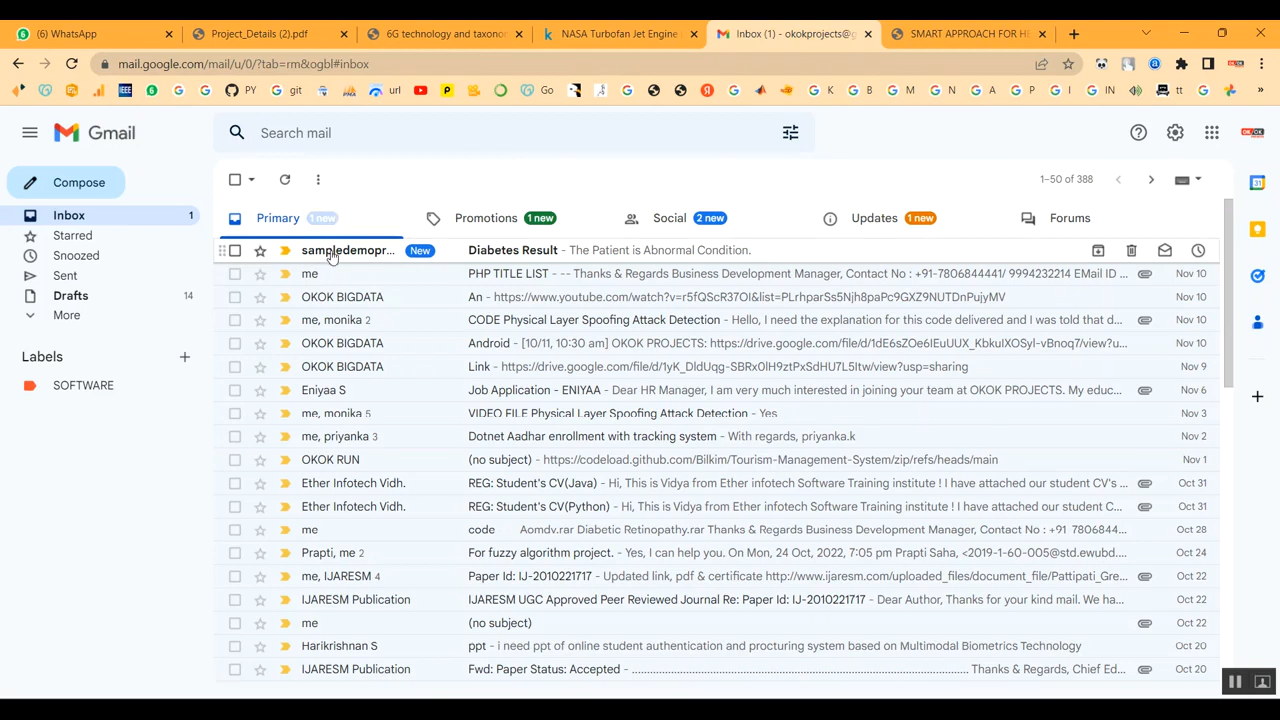 (6) WhatsApp
Project_Details (2).pdf
6G technology and taxono
NASA Turbofan Jet Engine
Inbox (1) - okokprojects@g
SMART APPROACH FOR HE
mail.google.com/mail/u/0/?tab=rm&ogbl#inbox
PY
git
url
Go
K
B
M
N
A
P
I
IN
tt
Gmail
Search mail
Compose
Inbox 1
Starred
Snoozed
Sent
Drafts 14
More
Labels
SOFTWARE
1–50 of 388
Primary 1 new
Promotions 1 new
Social 2 new
Updates 1 new
Forums
sampledemopr... New Diabetes Result - The Patient is Abnormal Condition.
me PHP TITLE LIST - -- Thanks & Regards Business Development Manager, Contact No : +91-7806844441/ 9994232214 EMail ID ... Nov 10
OKOK BIGDATA An - https://www.youtube.com/watch?v=r5fQScR37OI&list=PLrhparSs5Njh8paPc9GXZ9NUTDnPujyMV Nov 10
me, monika 2 CODE Physical Layer Spoofing Attack Detection - Hello, I need the explanation for this code delivered and I was told that d... Nov 10
OKOK BIGDATA Android - [10/11, 10:30 am] OKOK PROJECTS: https://drive.google.com/file/d/1dE6sZOe6IEuUUX_KbkuIXOSyl-vBnoq7/view?u... Nov 10
OKOK BIGDATA Link - https://drive.google.com/file/d/1yK_DldUqg-SBRx0lH9ztPxSdHU7L5Itw/view?usp=sharing Nov 9
Eniyaa S Job Application - ENIYAA - Dear HR Manager, I am very much interested in joining your team at OKOK PROJECTS. My educ... Nov 6
me, monika 5 VIDEO FILE Physical Layer Spoofing Attack Detection - Yes Nov 3
me, priyanka 3 Dotnet Aadhar enrollment with tracking system - With regards, priyanka.k Nov 2
OKOK RUN (no subject) - https://codeload.github.com/Bilkim/Tourism-Management-System/zip/refs/heads/main Nov 1
Ether Infotech Vidh. REG: Student's CV(Java) - Hi, This is Vidya from Ether infotech Software Training institute ! I have attached our student CV's ... Oct 31
Ether Infotech Vidh. REG: Student's CV(Python) - Hi, This is Vidya from Ether infotech Software Training institute ! I have attached our student C... Oct 31
me code Aomdv.rar Diabetic Retinopathy.rar Thanks & Regards Business Development Manager, Contact No : +91 7806844... Oct 28
Prapti, me 2 For fuzzy algorithm project. - Yes, I can help you. On Mon, 24 Oct, 2022, 7:05 pm Prapti Saha, <2019-1-60-005@std.ewubd... Oct 24
me, IJARESM 4 Paper Id: IJ-2010221717 - Updated link, pdf & certificate http://www.ijaresm.com/uploaded_files/document_file/Pattipati_Gre... Oct 22
IJARESM Publication IJARESM UGC Approved Peer Reviewed Journal Re: Paper Id: IJ-2010221717 - Dear Author, Thanks for your kind mail. We ha... Oct 22
me (no subject) Oct 22
Harikrishnan S ppt - i need ppt of online student authentication and procturing system based on Multimodal Biometrics Technology Oct 20
IJARESM Publication Fwd: Paper Status: Accepted - ................................................................ Thanks & Regards, Chief Ed... Oct 20